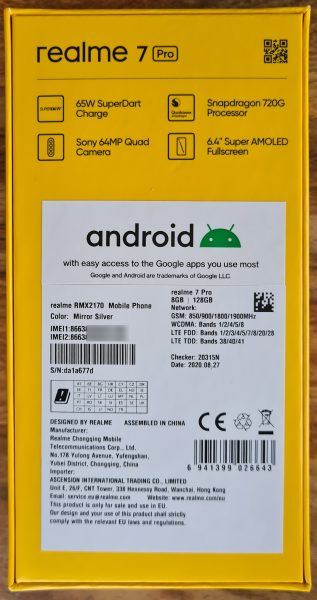 realme 7 Pro
65W SuperDart
Charge
Snapdragon 720G
Processor
Sony 64MP Quad
Camera
6.4" Super AMOLED
Fullscreen
android
with easy access to the Google apps you use most
Google and Android are trademarks of Google LLC.
realme RMX2170 Mobile Phone
Color: Mirror Silver
IMEI1:8663
IMEI2:8663
S/N:da1a677d
realme 7 Pro
8GB | 128GB
Network:
GSM: 850/900/1800/1900MHz
WCDMA: Bands 1/2/4/5/8
LTE FDD: Bands 1/2/3/4/5/7/8/20/28
LTE TDD: Bands 38/40/41
Checker: 20315N
Date: 2020.08.27
DESIGNED BY REALME ASSEMBLED IN CHINA
Manufacturer:
Realme Chongqing Mobile
Telecommunications Corp., Ltd.
No.178 Yulong Avenue, Yufengshan,
Yubei District, Chongqing, China
Importer:
ASCENSION INTERNATIONAL TRADING CO., LIMITED
Unit E, 26/F, CNT Tower, 338 Hennessy Road, Wanchai, Hong Kong
Email: service.eu@realme.com Website: www.realme.com/eu
This product is only for sale and use in EU.
Our design and your use of this product shall strictly
comply with the relevant EU laws and regulations.
CE
6 941399 026643